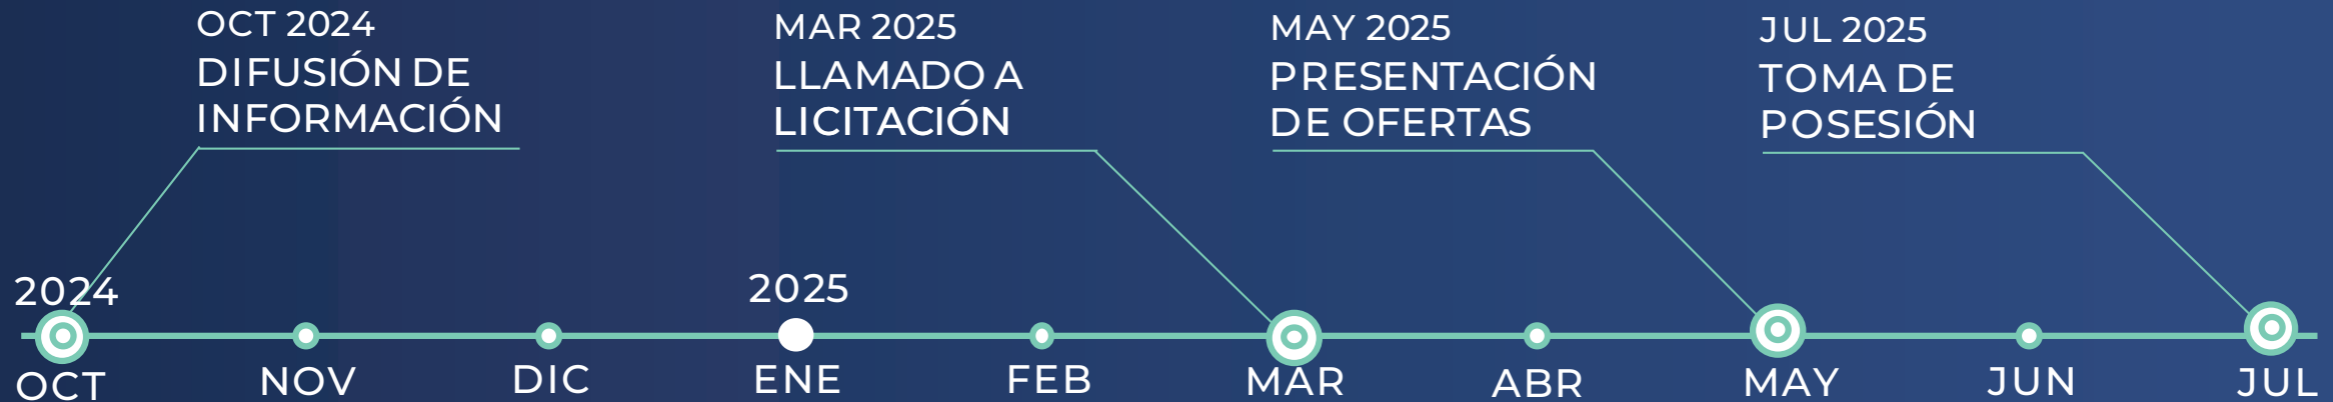 OCT 2024
DIFUSIÓN DE
INFORMACIÓN
MAR 2025
LLAMADO A
LICITACIÓN
MAY 2025
PRESENTACIÓN
DE OFERTAS
JUL 2025
TOMA DE
POSESIÓN
2024
2025
OCT
NOV
DIC
ENE
FEB
MAR
ABR
MAY
JUN
JUL